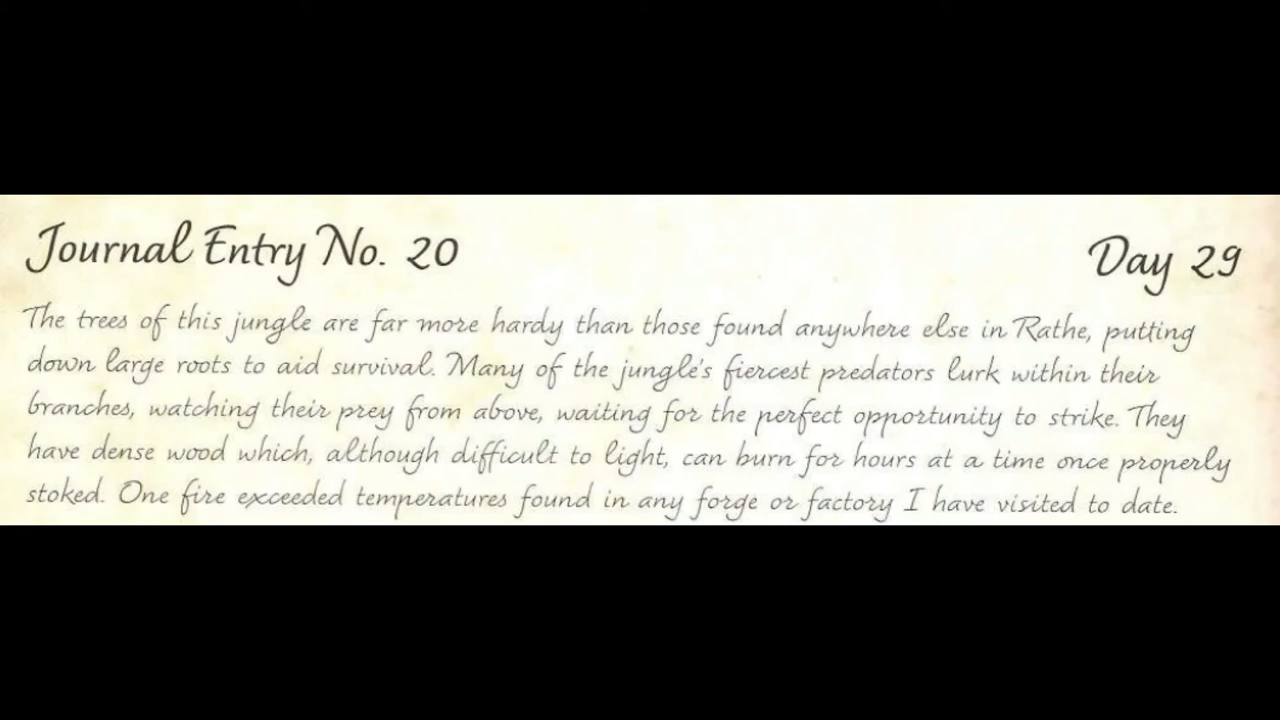 Journal Entry No. 20 Day 29
The trees of this jungle are far more hardy than those found anywhere else in Rathe, putting
down large roots to aid survival. Many of the jungle's fiercest predators lurk within their
branches, watching their prey from above, waiting for the perfect opportunity to strike. They
have dense wood which, although difficult to light, can burn for hours at a time once properly
stoked. One fire exceeded temperatures found in any forge or factory I have visited to date.